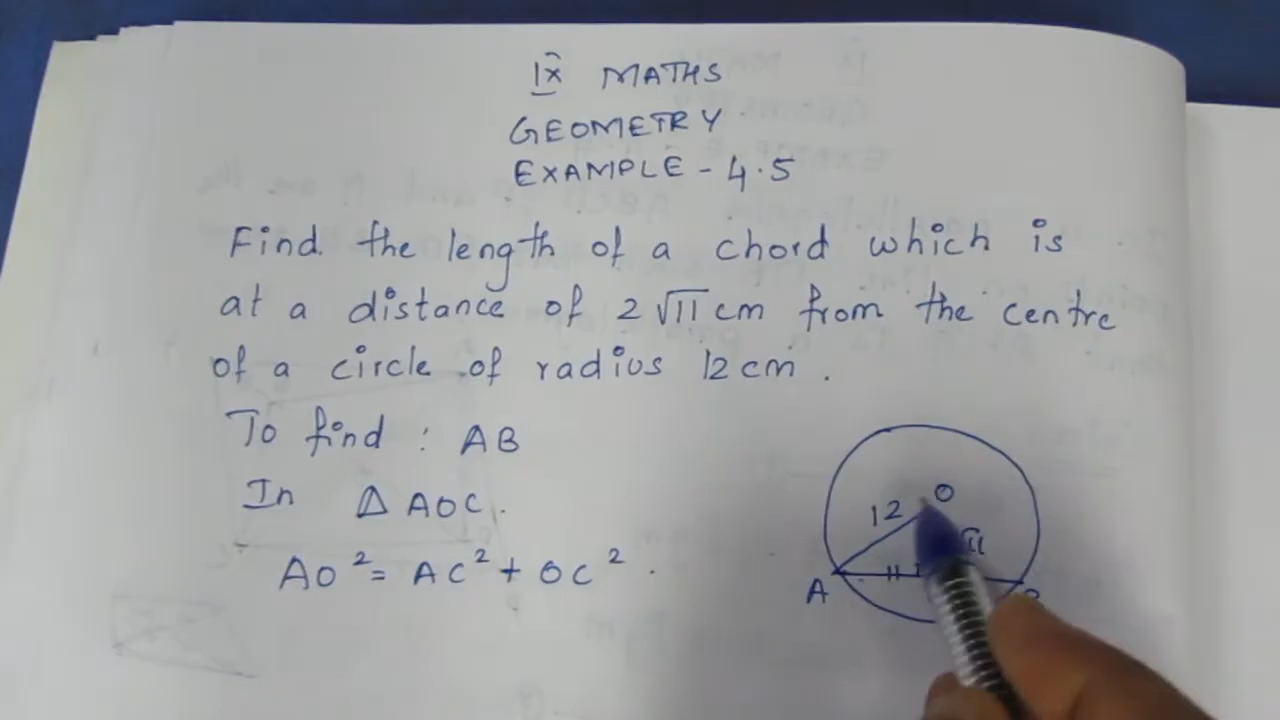 IX MATHS
GEOMETRY
EXAMPLE - 4.5
Find the length of a chord which is
at a distance of 2√11 cm from the centre
of a circle of radius 12 cm.
To find : AB
In Δ AOC.
AO² = AC² + OC².
O
12
A